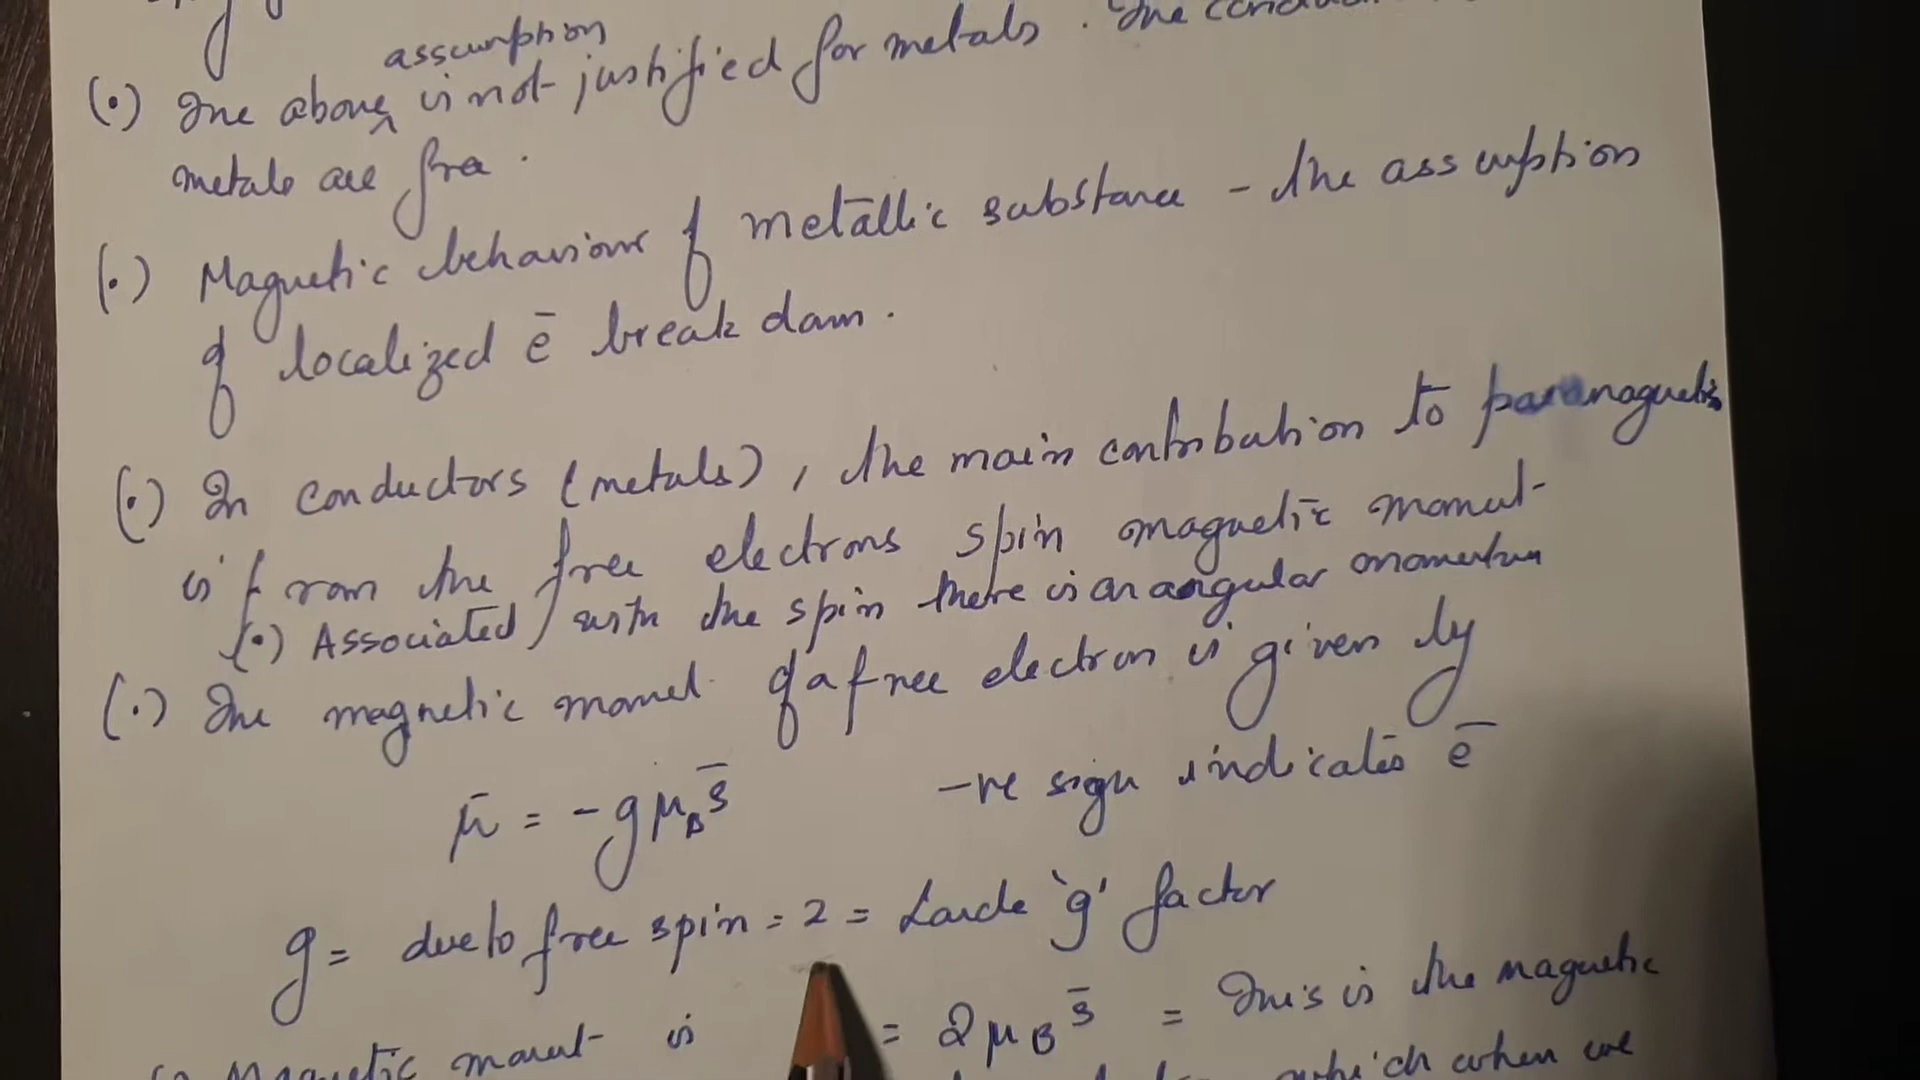 assumption
(•) The above ^ is not justified for metals. The
metals are free.
(•) Magnetic behaviour of metallic substance - the assumption
of localized ē break down.
(•) In conductors (metals), the main contribution to paramagnetis
is from the free electrons spin magnetic moment
(•) Associated with the spin there is an angular momentum
(•) The magnetic moment of a free electron is given by
μ̄ = -gμ_B s̄ -ve sign indicates ē
g = due to free spin = 2 = Lande 'g' factor
= 2μ_B s̄ = This is the magnetic
Magnetic moment is
which when we